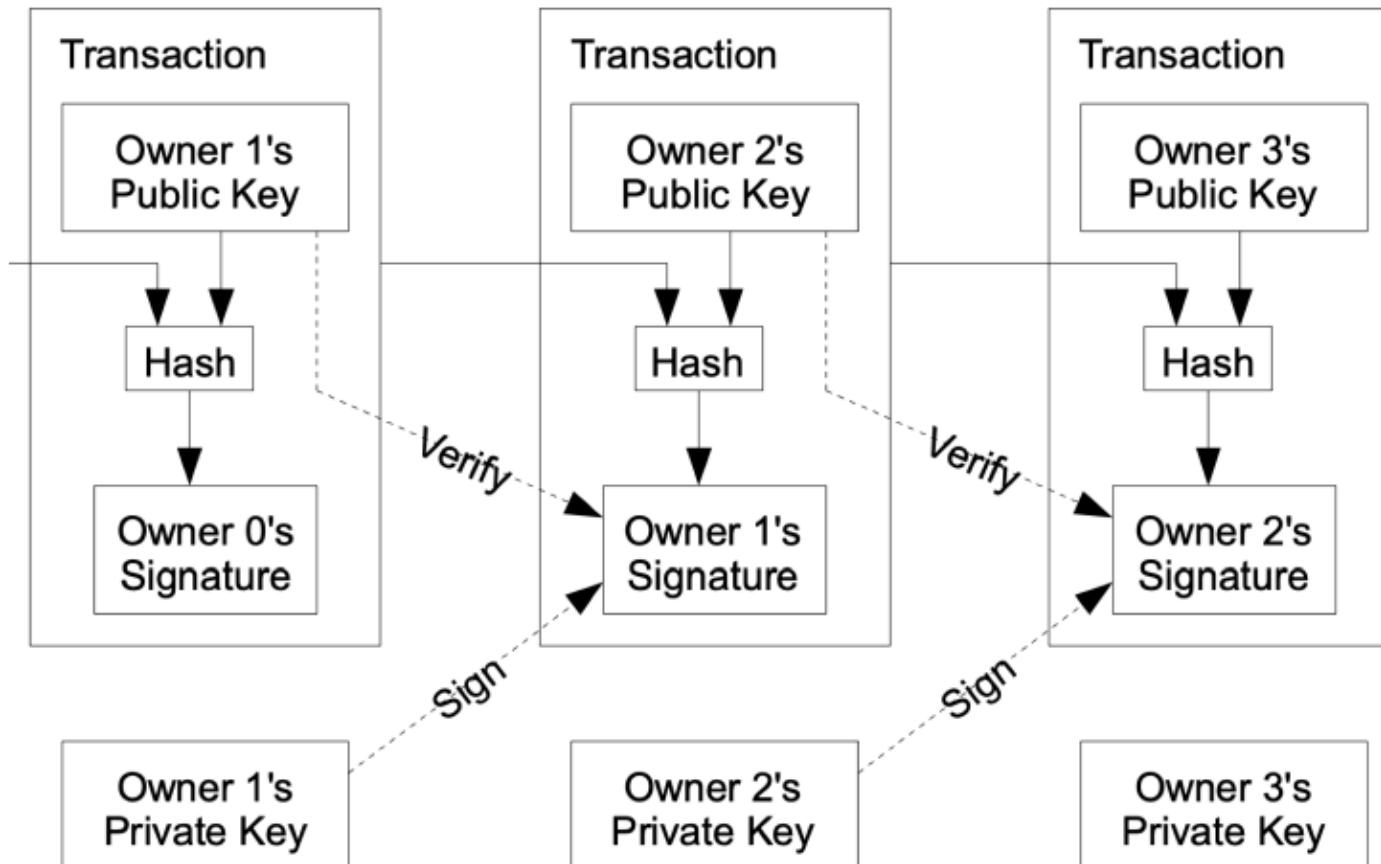 Transaction
Transaction
Transaction
Owner 1's
Public Key
Owner 2's
Public Key
Owner 3's
Public Key
Hash
Hash
Hash
Verify
Verify
Owner 0's
Signature
Owner 1's
Signature
Owner 2's
Signature
Sign
Sign
Owner 1's
Private Key
Owner 2's
Private Key
Owner 3's
Private Key